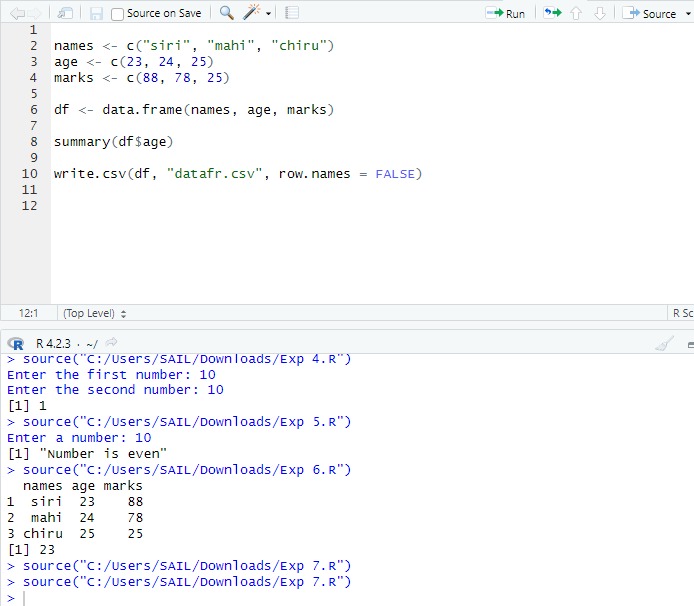 Source on Save Run Source
1
2 names <- c("siri", "mahi", "chiru")
3 age <- c(23, 24, 25)
4 marks <- c(88, 78, 25)
5
6 df <- data.frame(names, age, marks)
7
8 summary(df$age)
9
10 write.csv(df, "datafr.csv", row.names = FALSE)
11
12
12:1 (Top Level) R Sc
R R 4.2.3 · ~/
> source("C:/Users/SAIL/Downloads/Exp 4.R")
Enter the first number: 10
Enter the second number: 10
[1] 1
> source("C:/Users/SAIL/Downloads/Exp 5.R")
Enter a number: 10
[1] "Number is even"
> source("C:/Users/SAIL/Downloads/Exp 6.R")
names age marks
1 siri 23 88
2 mahi 24 78
3 chiru 25 25
[1] 23
> source("C:/Users/SAIL/Downloads/Exp 7.R")
> source("C:/Users/SAIL/Downloads/Exp 7.R")
>